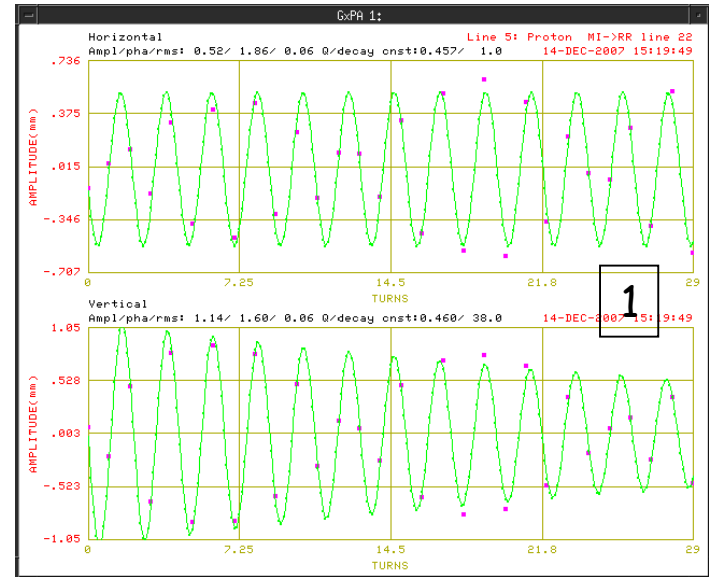 GxPA 1:
Horizontal Line 5: Proton MI->RR line 22
Ampl/pha/rms: 0.52/ 1.86/ 0.06 Q/decay cnst:0.457/ 1.0 14-DEC-2007 15:19:49
.736
.375
.015
-.346
-.707
AMPLITUDE(mm)
0 7.25 14.5 21.8 29
TURNS
1
Vertical
Ampl/pha/rms: 1.14/ 1.60/ 0.06 Q/decay cnst:0.460/ 38.0 14-DEC-2007 15:19:49
1.05
.528
.003
-.523
-1.05
AMPLITUDE(mm)
0 7.25 14.5 21.8 29
TURNS